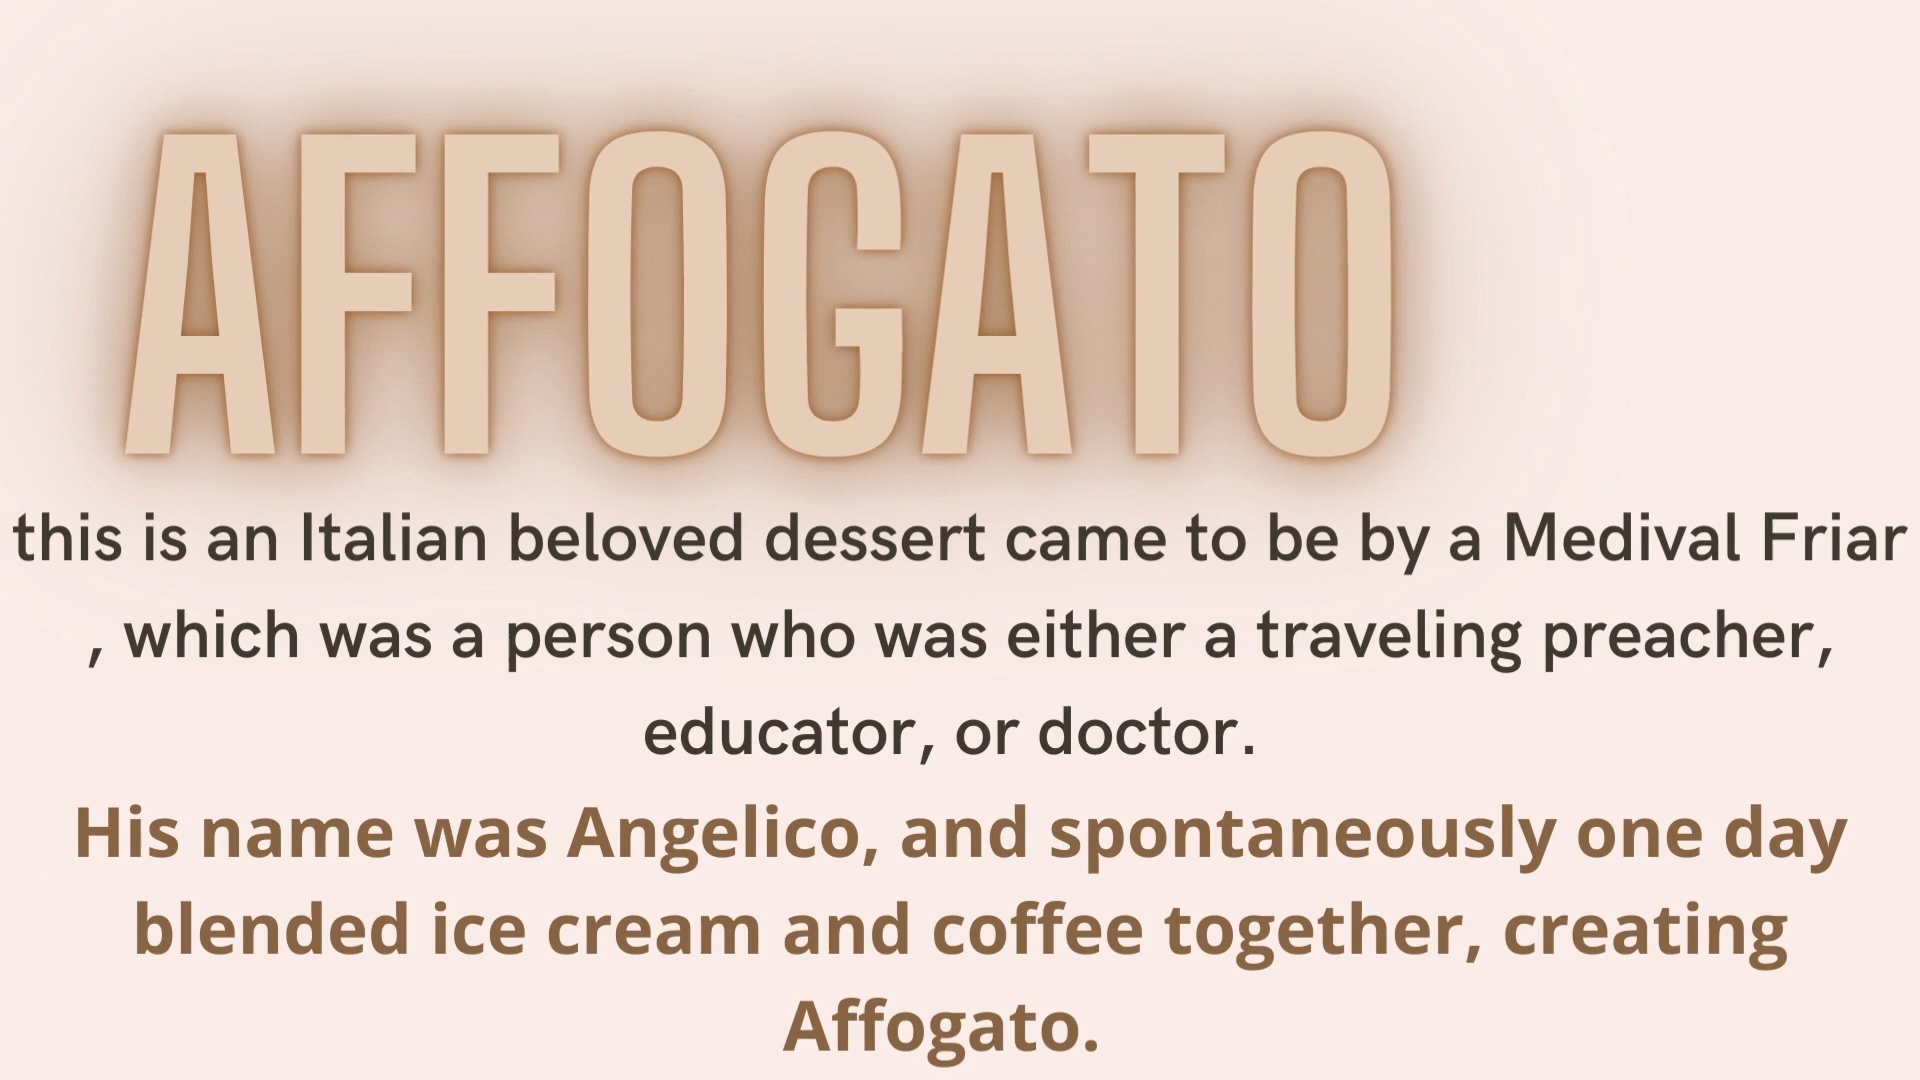 AFFOGATO
this is an Italian beloved dessert came to be by a Medival Friar
, which was a person who was either a traveling preacher,
educator, or doctor.
His name was Angelico, and spontaneously one day
blended ice cream and coffee together, creating
Affogato.